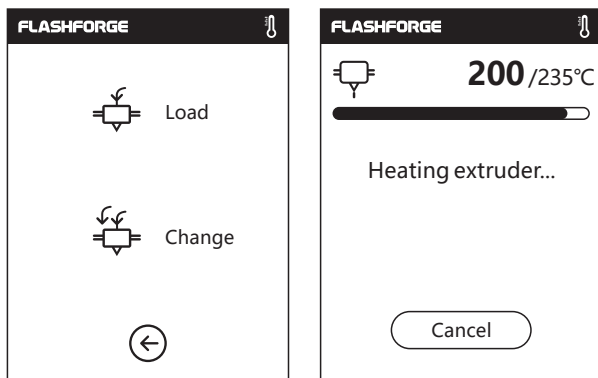 FLASHFORGE
Load
Change
FLASHFORGE
200 /235℃
Heating extruder...
Cancel